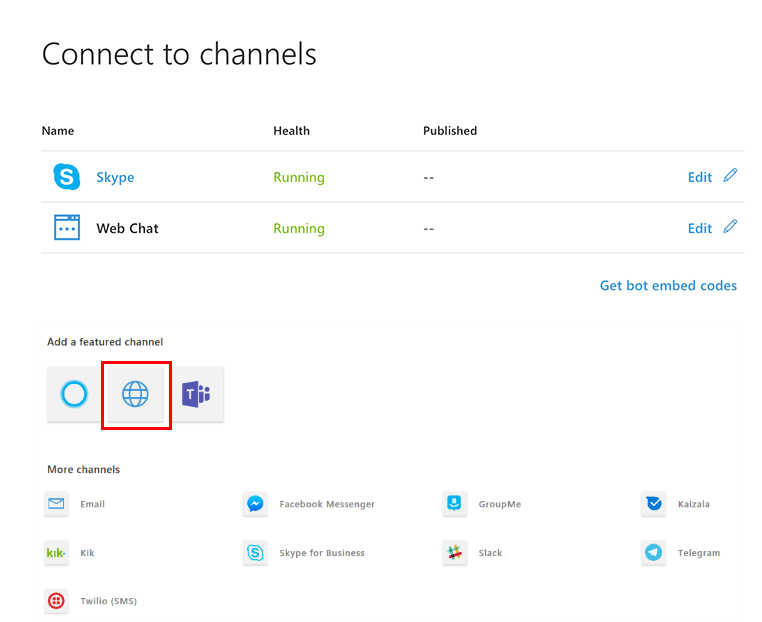 Connect to channels
Name Health Published
Skype Running -- Edit
Web Chat Running -- Edit
Get bot embed codes
Add a featured channel
T
More channels
Email Facebook Messenger GroupMe Kaizala
kik. Kik Skype for Business Slack Telegram
Twilio (SMS)